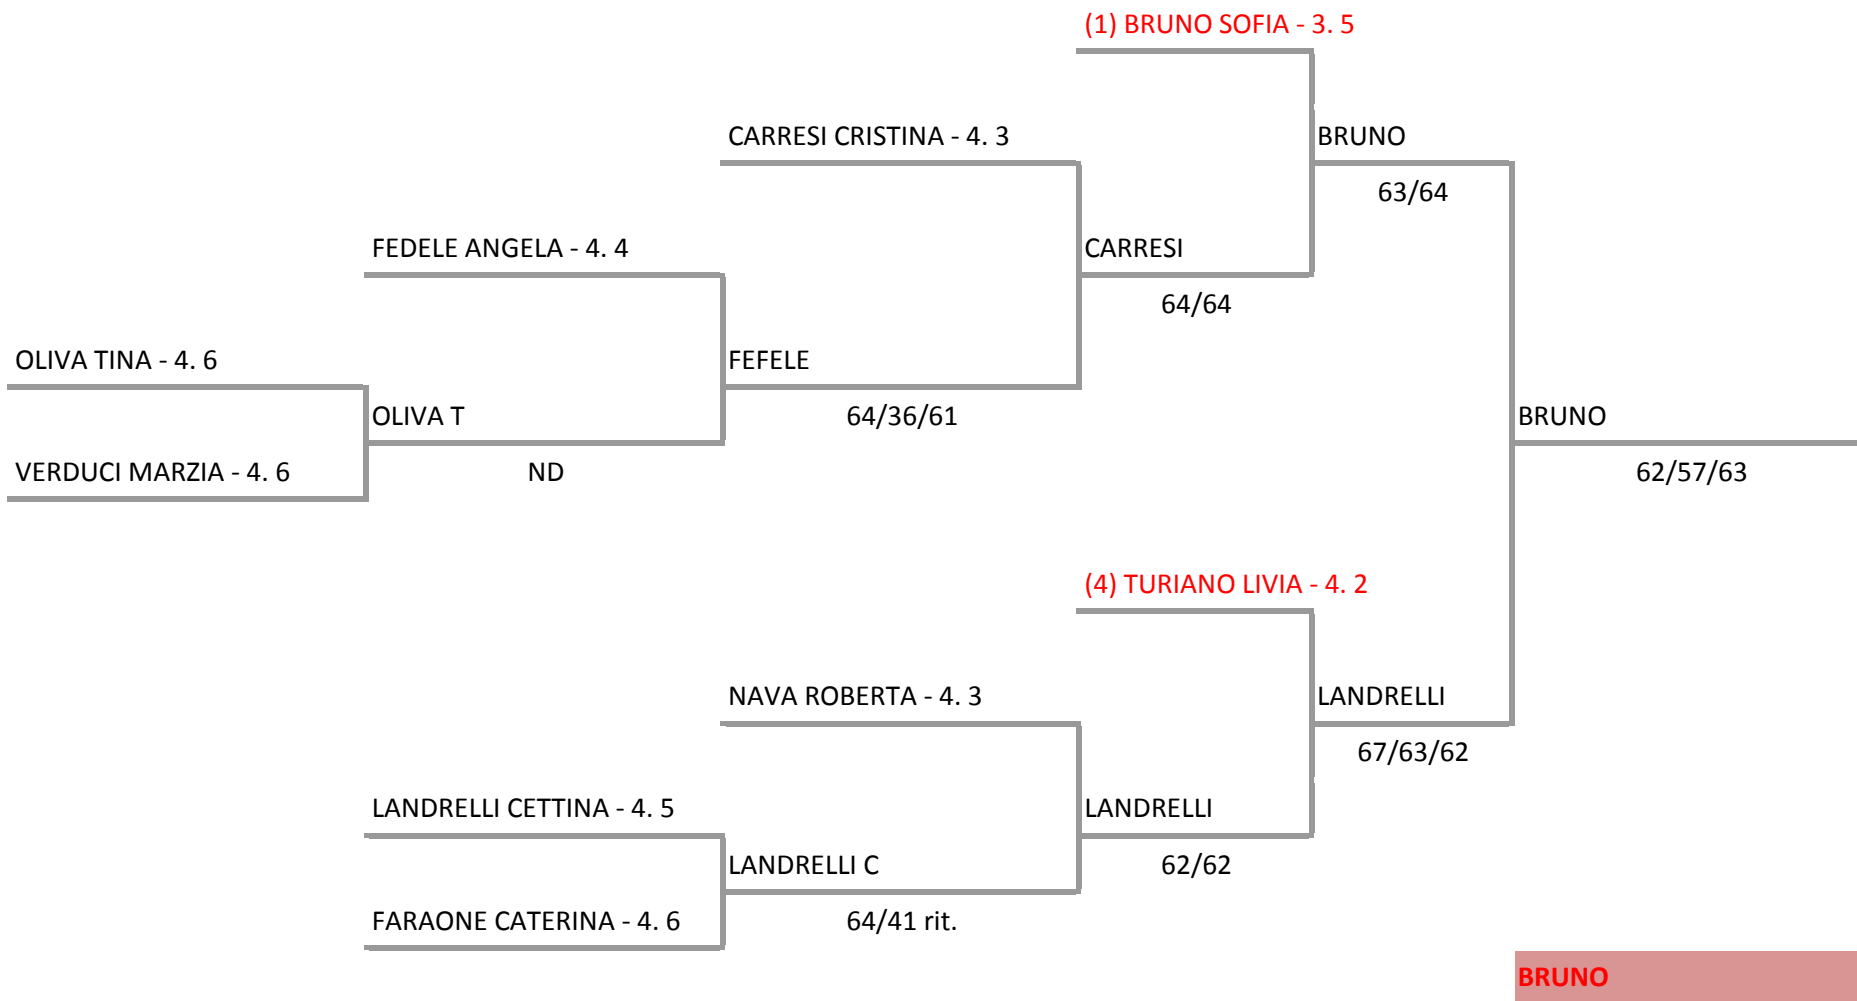 (1) BRUNO SOFIA - 3. 5
CARRESI CRISTINA - 4. 3
BRUNO
63/64
FEDELE ANGELA - 4. 4
CARRESI
64/64
OLIVA TINA - 4. 6
FEFELE
OLIVA T
64/36/61
BRUNO
VERDUCI MARZIA - 4. 6
ND
62/57/63
(4) TURIANO LIVIA - 4. 2
NAVA ROBERTA - 4. 3
LANDRELLI
67/63/62
LANDRELLI CETTINA - 4. 5
LANDRELLI
LANDRELLI C
62/62
FARAONE CATERINA - 4. 6
64/41 rit.
BRUNO